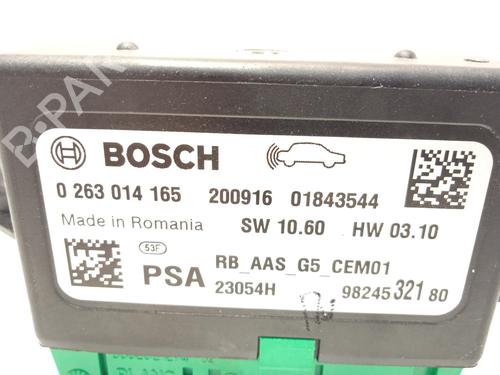 B-PARTS
BOSCH
0 263 014 165 200916 01843544
Made in Romania SW 10.60 HW 03.10
53F
PSA RB_AAS_G5_CEM01
23054H 98245 321 80